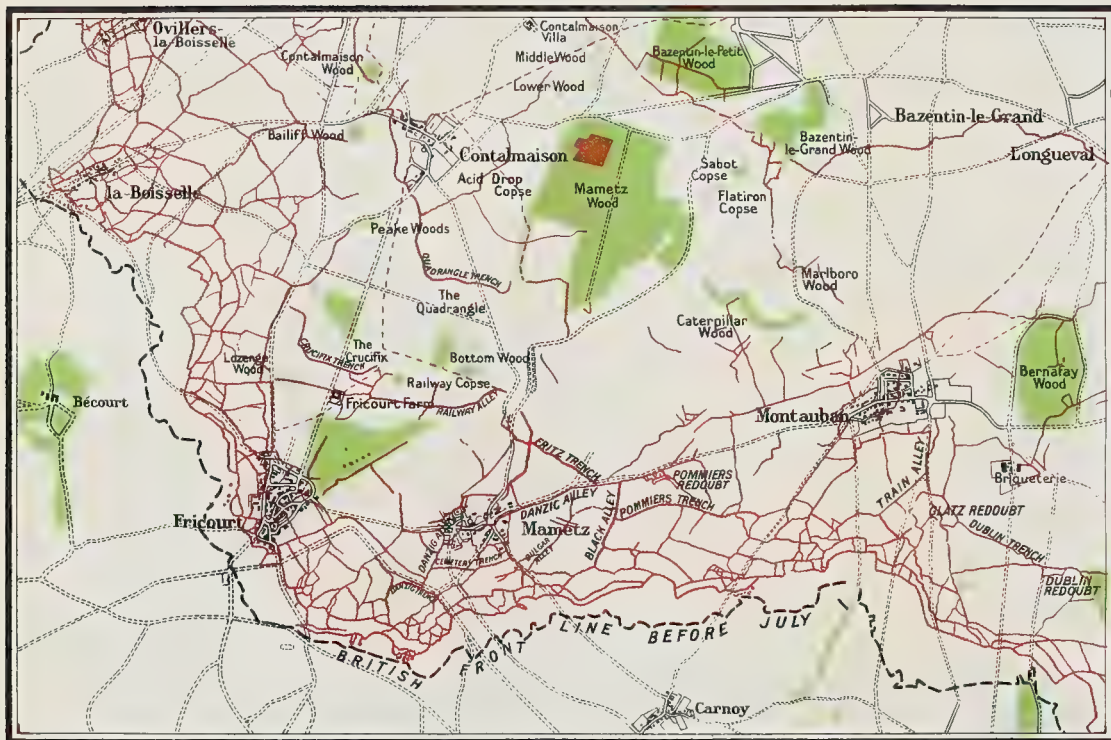 Ovillers-
la-Boisselle
Contalmaison
Wood
Contalmaison
Villa
Middle Wood
Lower Wood
Bazentin-le-Petit
Wood
Bailiff Wood
Contalmaison
Acid Drop
Copse
Mametz
Wood
Sabot
Copse
Flatiron
Copse
Bazentin-
le-Grand Wood
Bazentin-le-Grand
Longueval
la Boisselle
Peake Woods
QUADRANGLE TRENCH
The
Quadrangle
Marlboro
Wood
Caterpillar
Wood
Lozenge
Wood
CRUCIFIX TRENCH
The
Crucifix
Bottom Wood
Railway Copse
Fricourt Farm
RAILWAY ALLEY
Bécourt
Bernafay
Wood
Montauban
FRITZ TRENCH
POMMIERS
REDOUBT
POMMIERS TRENCH
TRAIN ALLEY
Briqueterie
Fricourt
DANZIG ALLEY
Mametz
BLACK ALLEY
CEMETERY TRENCH
BULGAR
ALLEY
GLATZ REDOUBT
DUBLIN TRENCH
DUBLIN
REDOUBT
BRITISH FRONT LINE BEFORE JULY
Carnoy